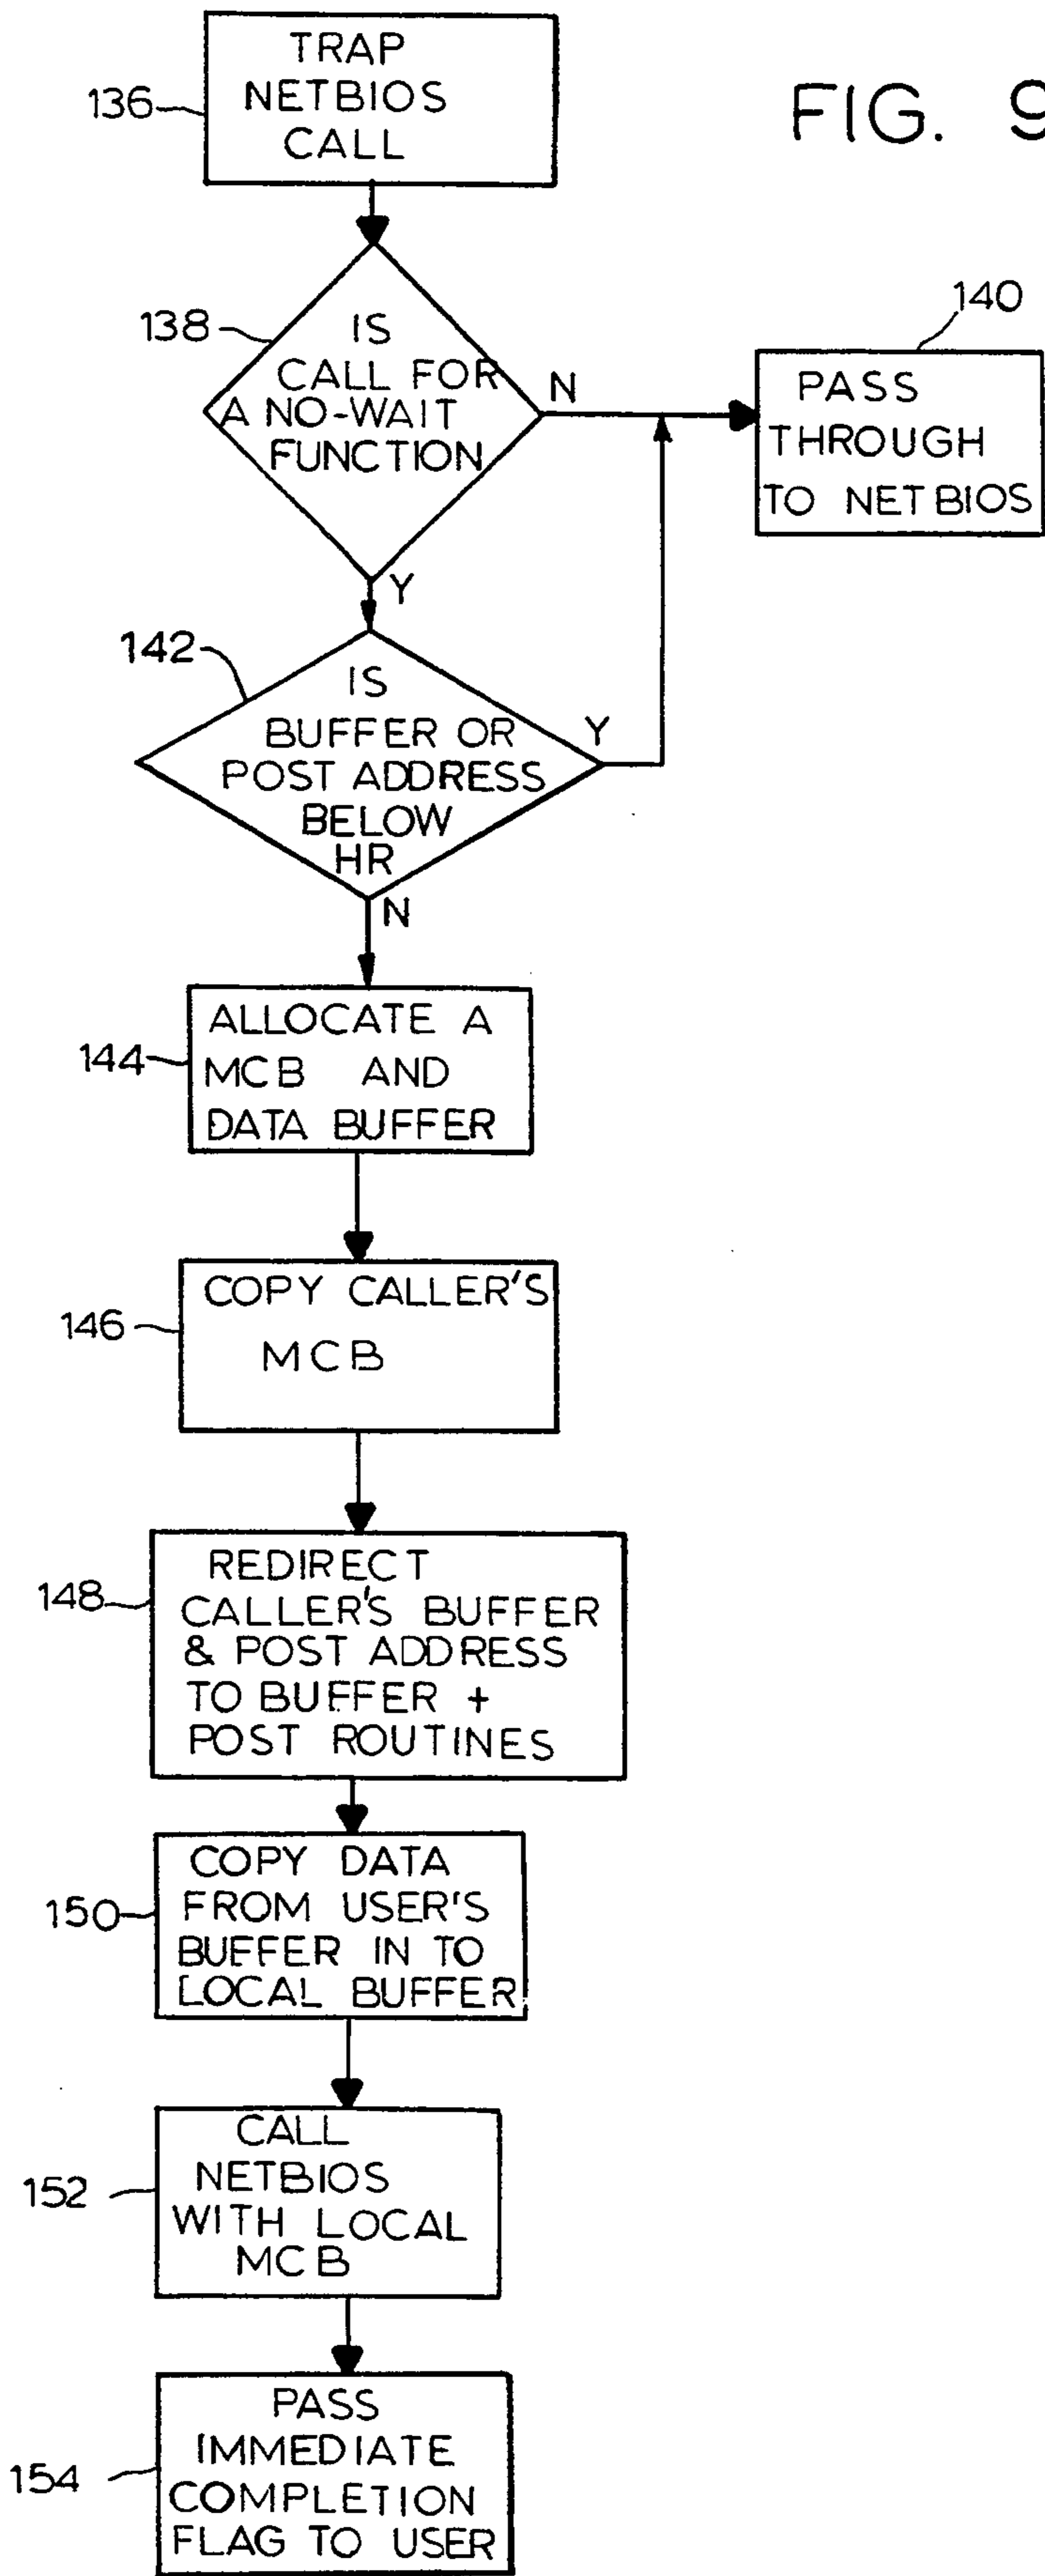 FIG. 9
136
TRAP
NETBIOS
CALL
138
IS
CALL FOR
A NO-WAIT
FUNCTION
N
Y
140
PASS
THROUGH
TO NETBIOS
142
IS
BUFFER OR
POST ADDRESS
BELOW
HR
Y
N
144
ALLOCATE A
MCB AND
DATA BUFFER
146
COPY CALLER'S
MCB
148
REDIRECT
CALLER'S BUFFER
& POST ADDRESS
TO BUFFER +
POST ROUTINES
150
COPY DATA
FROM USER'S
BUFFER IN TO
LOCAL BUFFER
152
CALL
NETBIOS
WITH LOCAL
MCB
154
PASS
IMMEDIATE
COMPLETION
FLAG TO USER